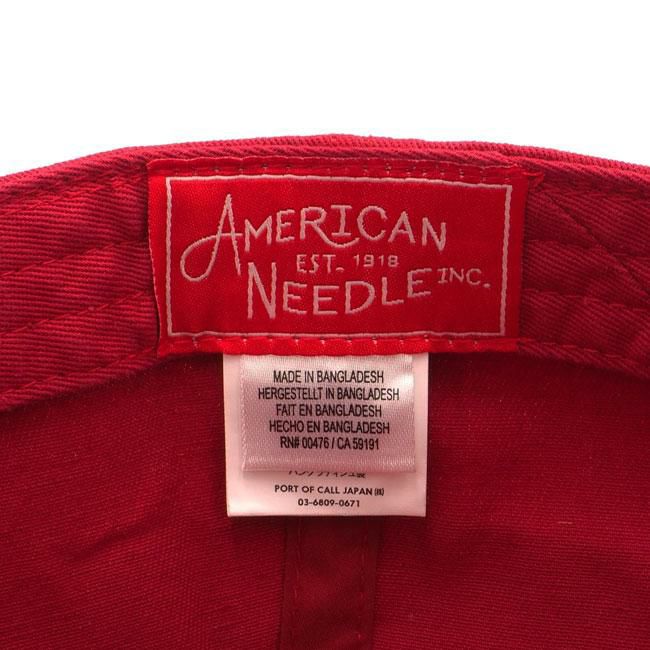 AMERICAN
EST. 1918
NEEDLE INC.
MADE IN BANGLADESH
HERGESTELLT IN BANGLADESH
FAIT EN BANGLADESH
HECHO EN BANGLADESH
RN# 00476 / CA 59191
PORT OF CALL JAPAN ㈱
03-6809-0671